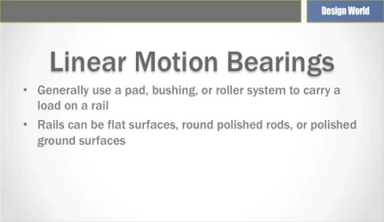 Design World
Linear Motion Bearings
• Generally use a pad, bushing, or roller system to carry a
load on a rail
• Rails can be flat surfaces, round polished rods, or polished
ground surfaces